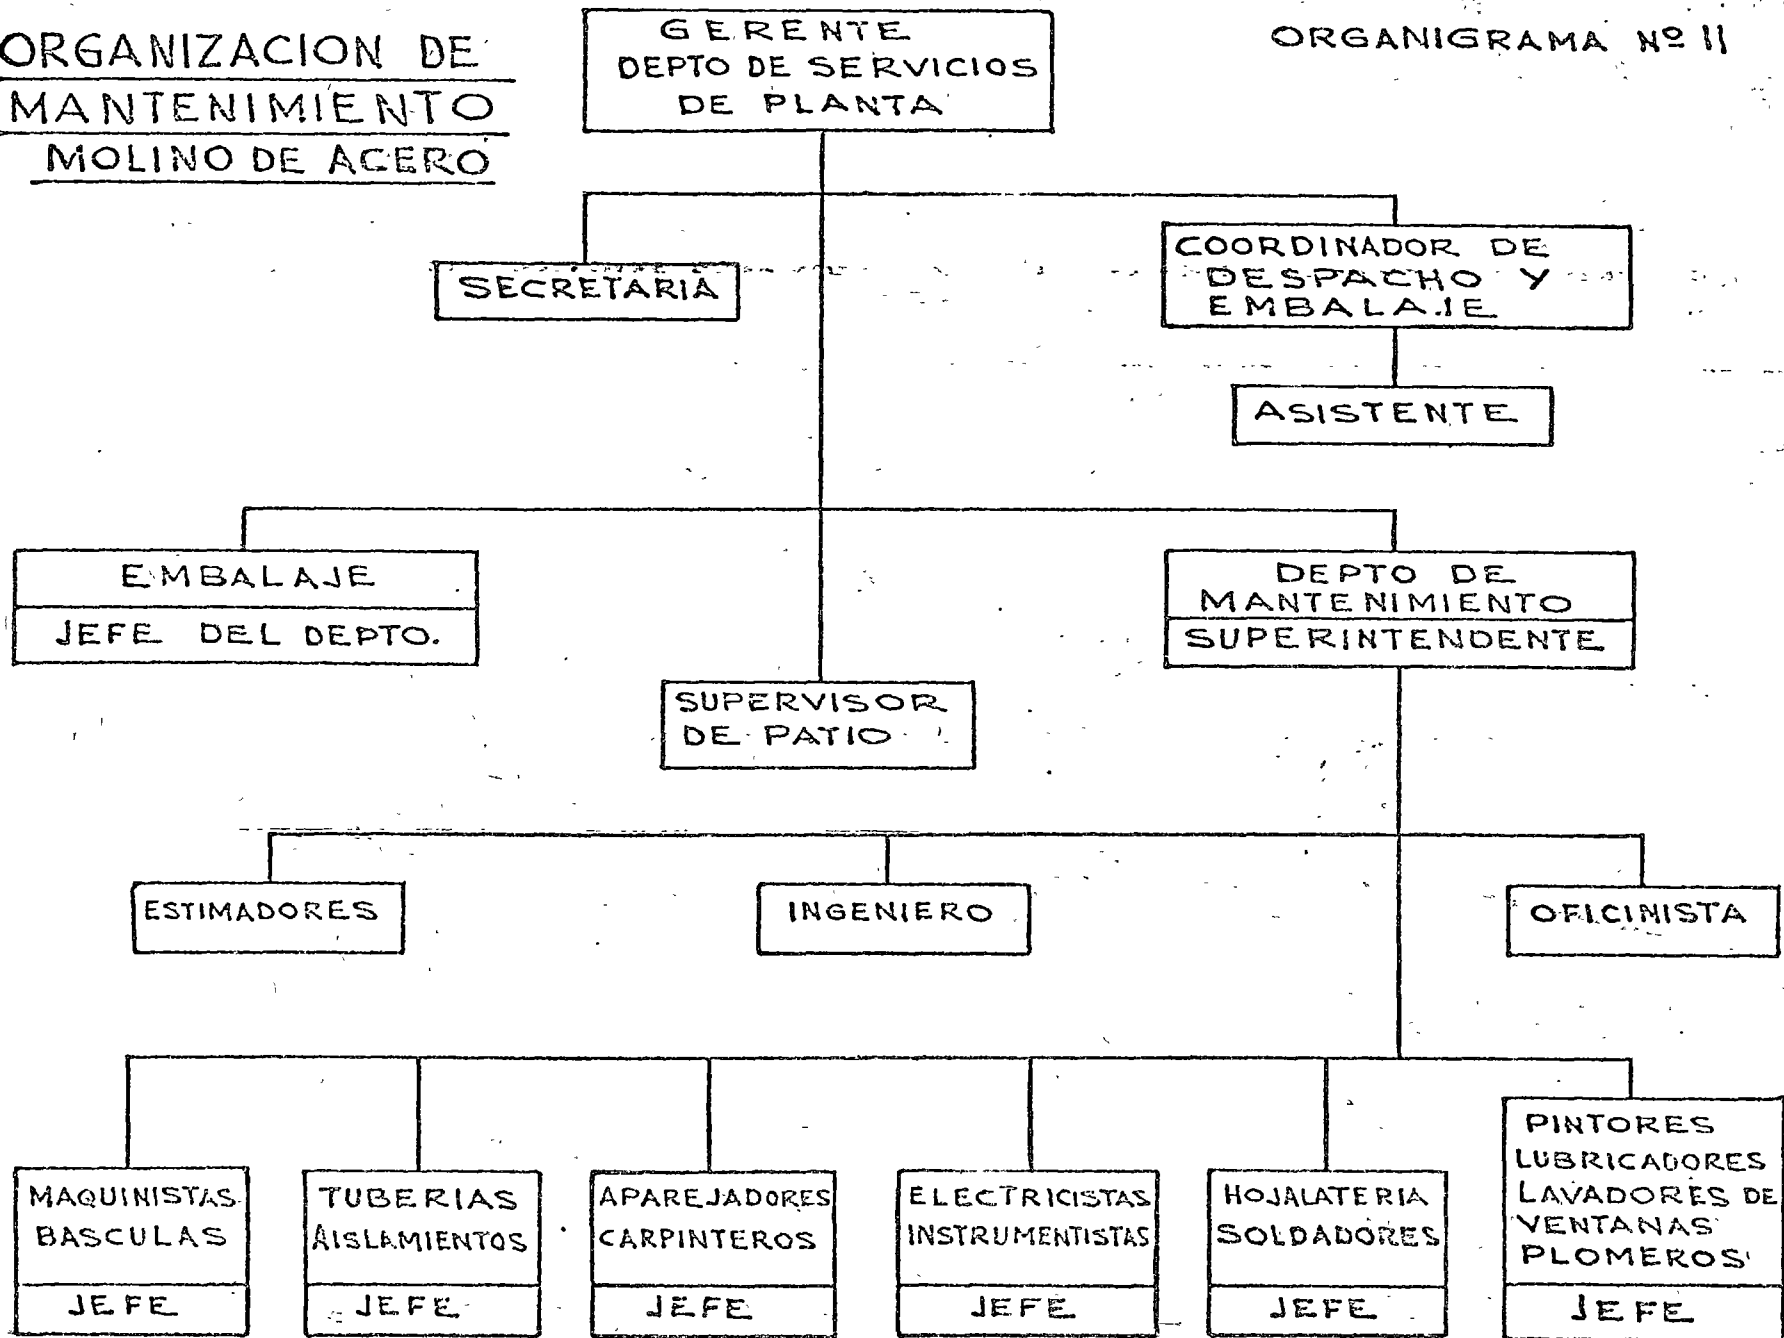 ORGANIZACION DE
MANTENIMIENTO
MOLINO DE ACERO
GERENTE
DEPTO DE SERVICIOS
DE PLANTA
ORGANIGRAMA Nº 11
SECRETARIA
COORDINADOR DE
DESPACHO Y
EMBALAJE
ASISTENTE
EMBALAJE
JEFE DEL DEPTO.
DEPTO DE
MANTENIMIENTO
SUPERINTENDENTE
SUPERVISOR
DE PATIO
ESTIMADORES
INGENIERO
OFICINISTA
MAQUINISTAS
BASCULAS
JEFE
TUBERIAS
AISLAMIENTOS
JEFE
APAREJADORES
CARPINTEROS
JEFE
ELECTRICISTAS
INSTRUMENTISTAS
JEFE
HOJALATERIA
SOLDADORES
JEFE
PINTORES
LUBRICADORES
LAVADORES DE
VENTANAS
PLOMEROS
JEFE